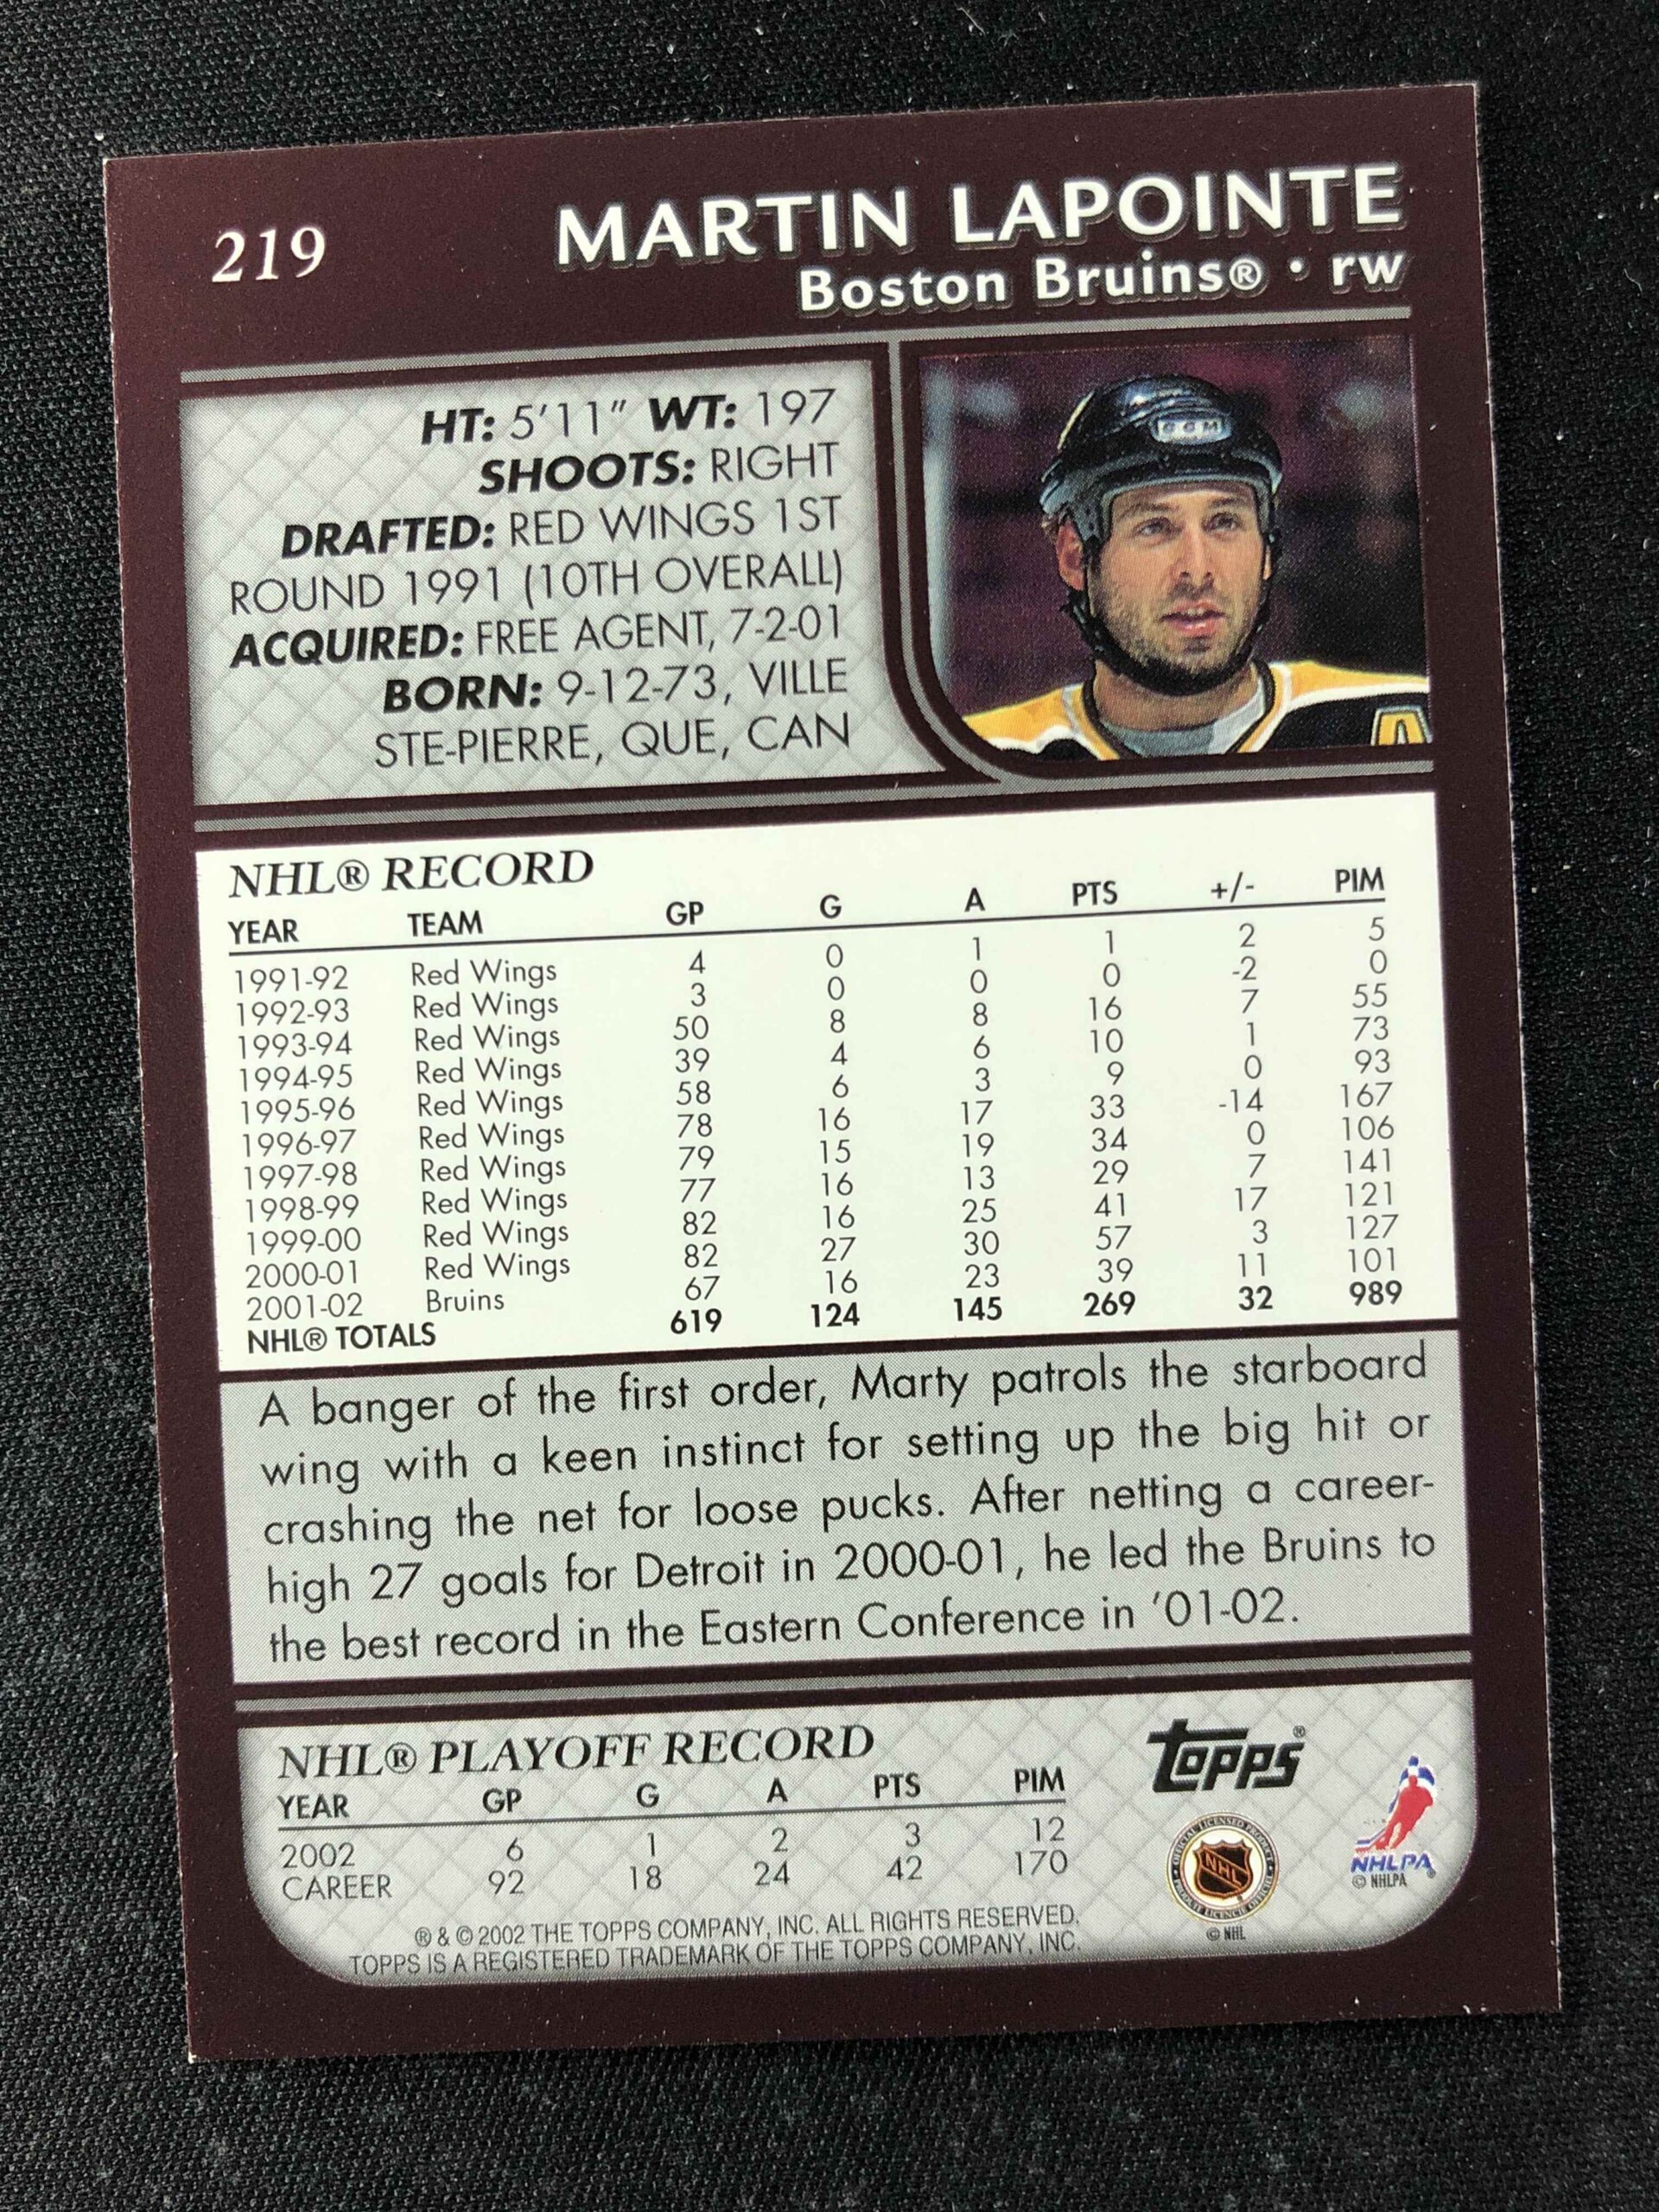 219
MARTIN LAPOINTE
Boston Bruins® • rw
HT: 5'11" WT: 197
SHOOTS: RIGHT
DRAFTED: RED WINGS 1ST
ROUND 1991 (10TH OVERALL)
ACQUIRED: FREE AGENT, 7-2-01
BORN: 9-12-73, VILLE
STE-PIERRE, QUE, CAN
CCM
A
NHL® RECORD
YEAR TEAM GP G A PTS +/- PIM
1991-92 Red Wings 4 0 1 1 2 5
1992-93 Red Wings 3 0 0 0 -2 0
1993-94 Red Wings 50 8 8 16 7 55
1994-95 Red Wings 39 4 6 10 1 73
1995-96 Red Wings 58 6 3 9 0 93
1996-97 Red Wings 78 16 17 33 -14 167
1997-98 Red Wings 79 15 19 34 0 106
1998-99 Red Wings 77 16 13 29 7 141
1999-00 Red Wings 82 16 25 41 17 121
2000-01 Red Wings 82 27 30 57 3 127
2001-02 Bruins 67 16 23 39 11 101
NHL® TOTALS 619 124 145 269 32 989
A banger of the first order, Marty patrols the starboard
wing with a keen instinct for setting up the big hit or
crashing the net for loose pucks. After netting a career-
high 27 goals for Detroit in 2000-01, he led the Bruins to
the best record in the Eastern Conference in '01-02.
NHL® PLAYOFF RECORD
YEAR GP G A PTS PIM
2002 6 1 2 3 12
CAREER 92 18 24 42 170
® & © 2002 THE TOPPS COMPANY, INC. ALL RIGHTS RESERVED.
TOPPS IS A REGISTERED TRADEMARK OF THE TOPPS COMPANY, INC.
Topps®
OFFICIAL LICENSED PRODUCT
NHL
PRODUIT LICENCIE OFFICIEL
© NHL
NHLPA®
© NHLPA